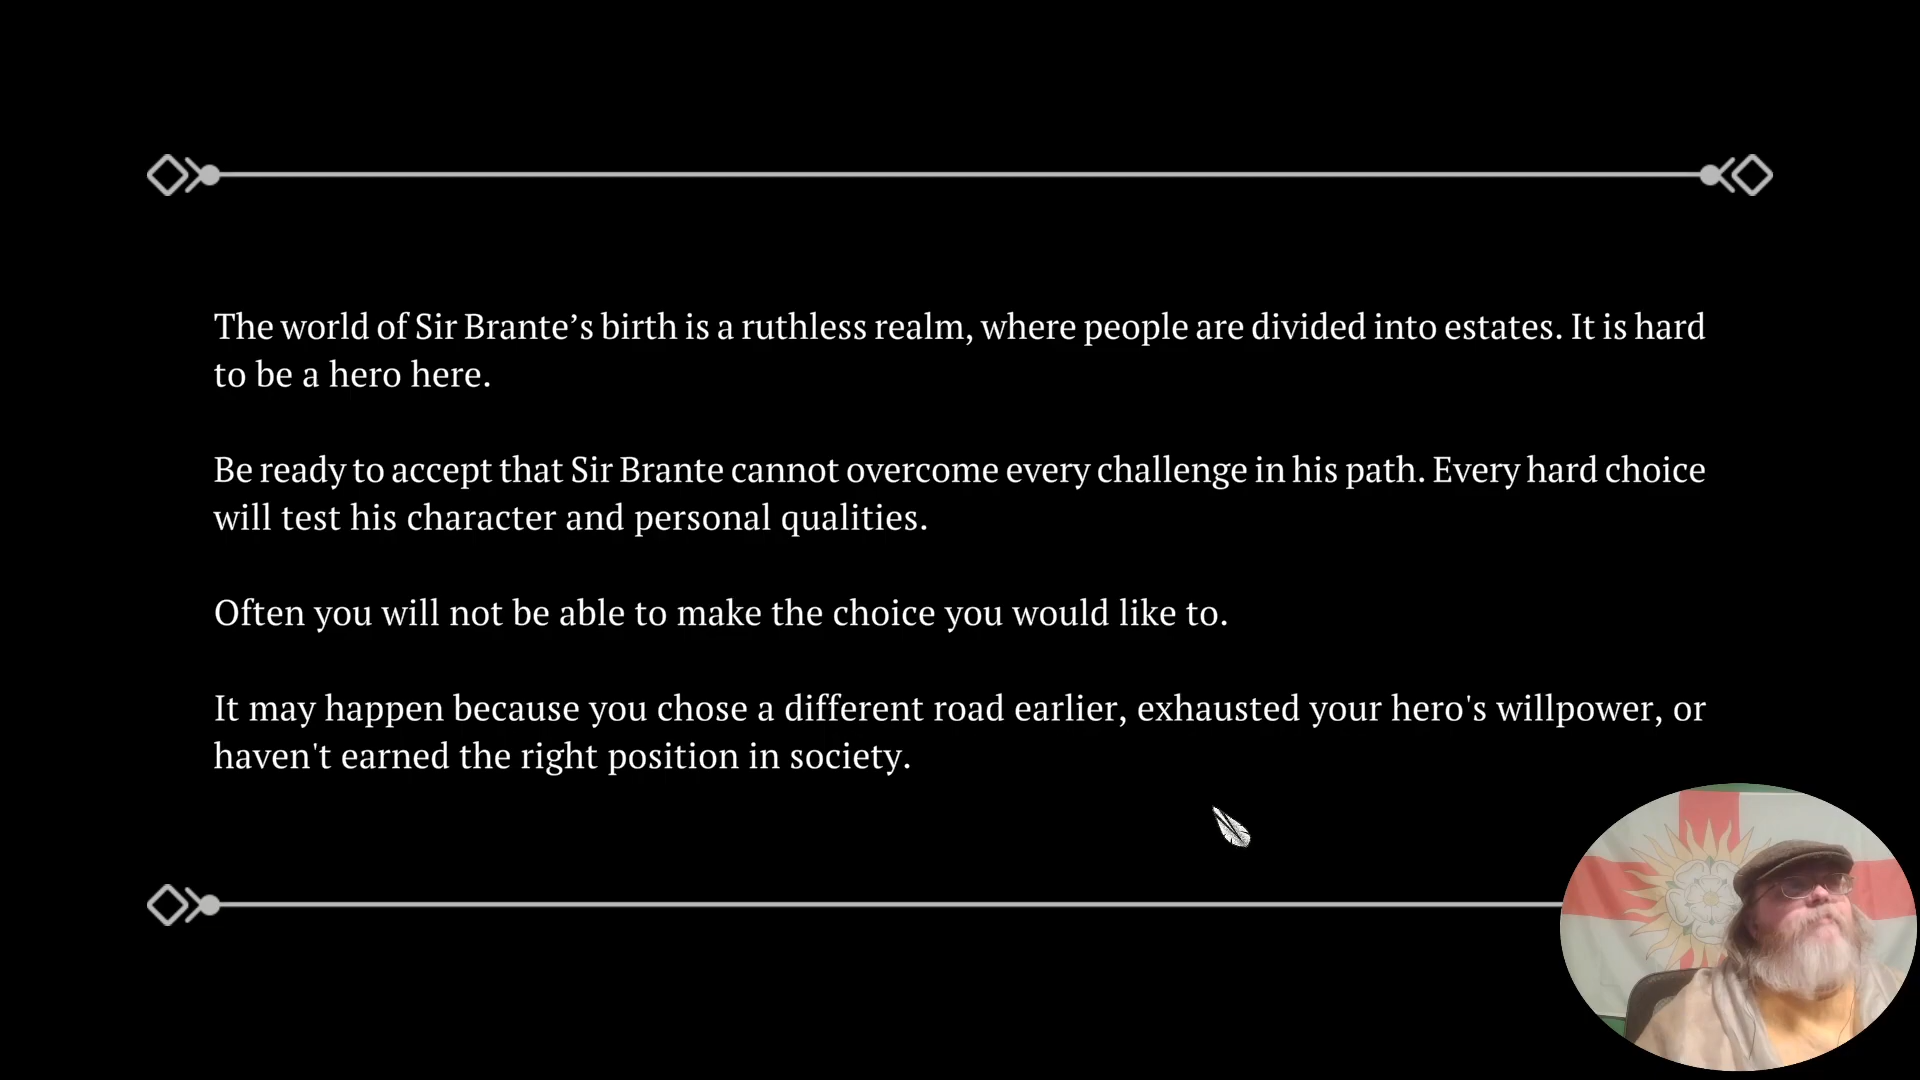 The world of Sir Brante’s birth is a ruthless realm, where people are divided into estates. It is hard
to be a hero here.
Be ready to accept that Sir Brante cannot overcome every challenge in his path. Every hard choice
will test his character and personal qualities.
Often you will not be able to make the choice you would like to.
It may happen because you chose a different road earlier, exhausted your hero's willpower, or
haven't earned the right position in society.